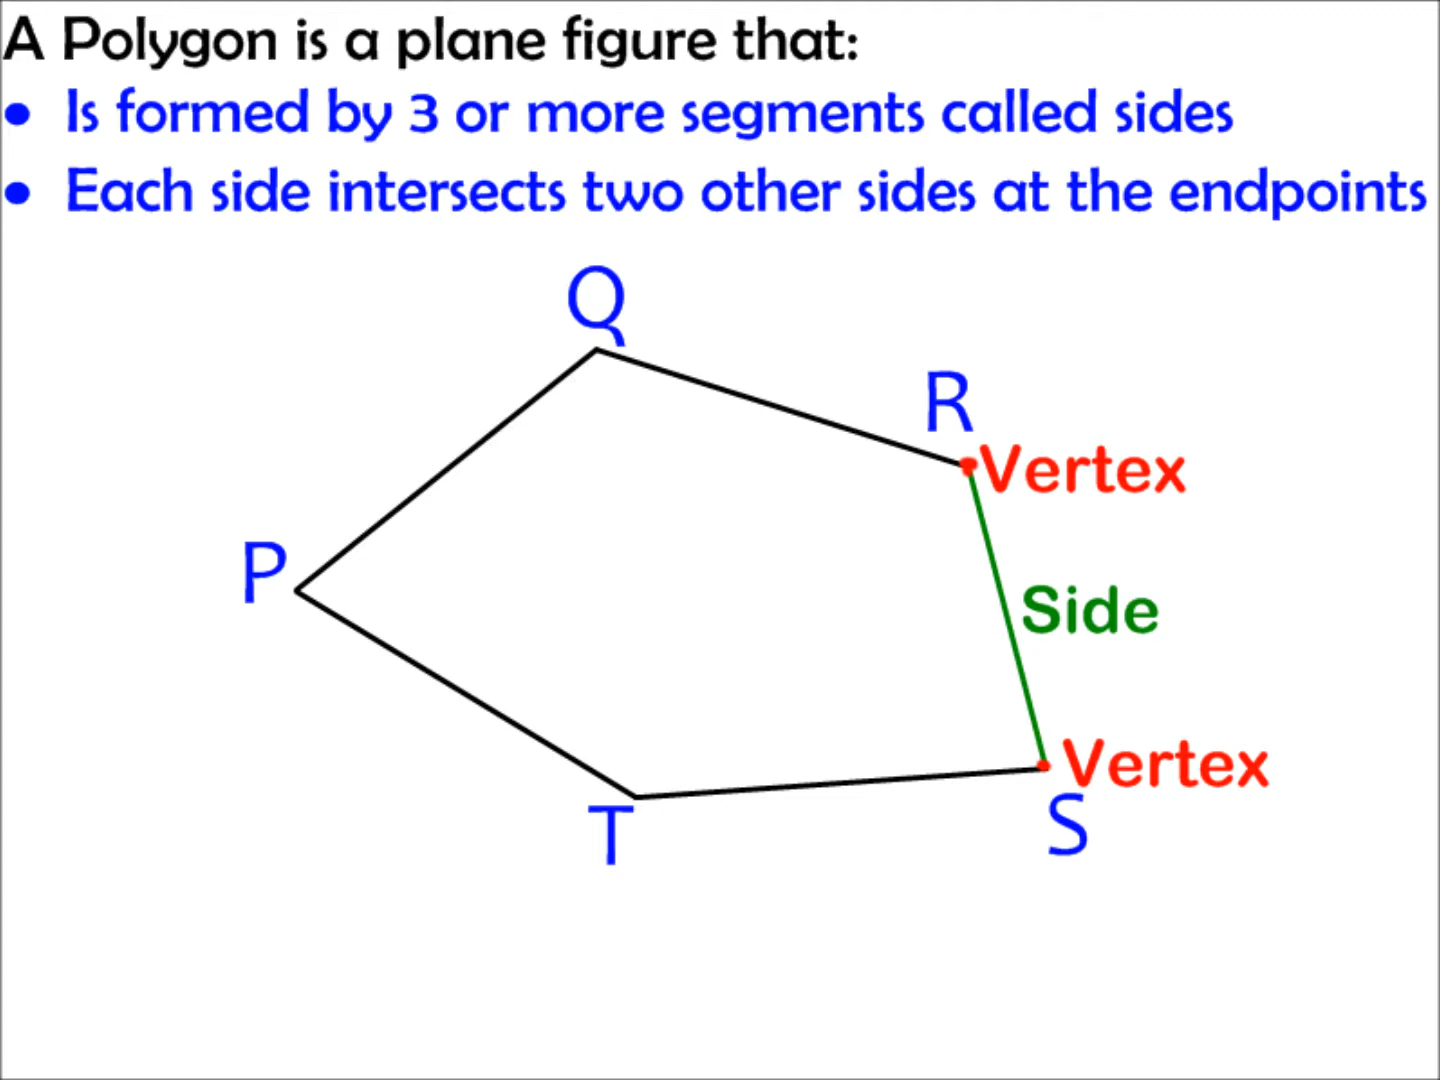 A Polygon is a plane figure that:
• Is formed by 3 or more segments called sides
• Each side intersects two other sides at the endpoints
Q
R
Vertex
P
Side
Vertex
T
S